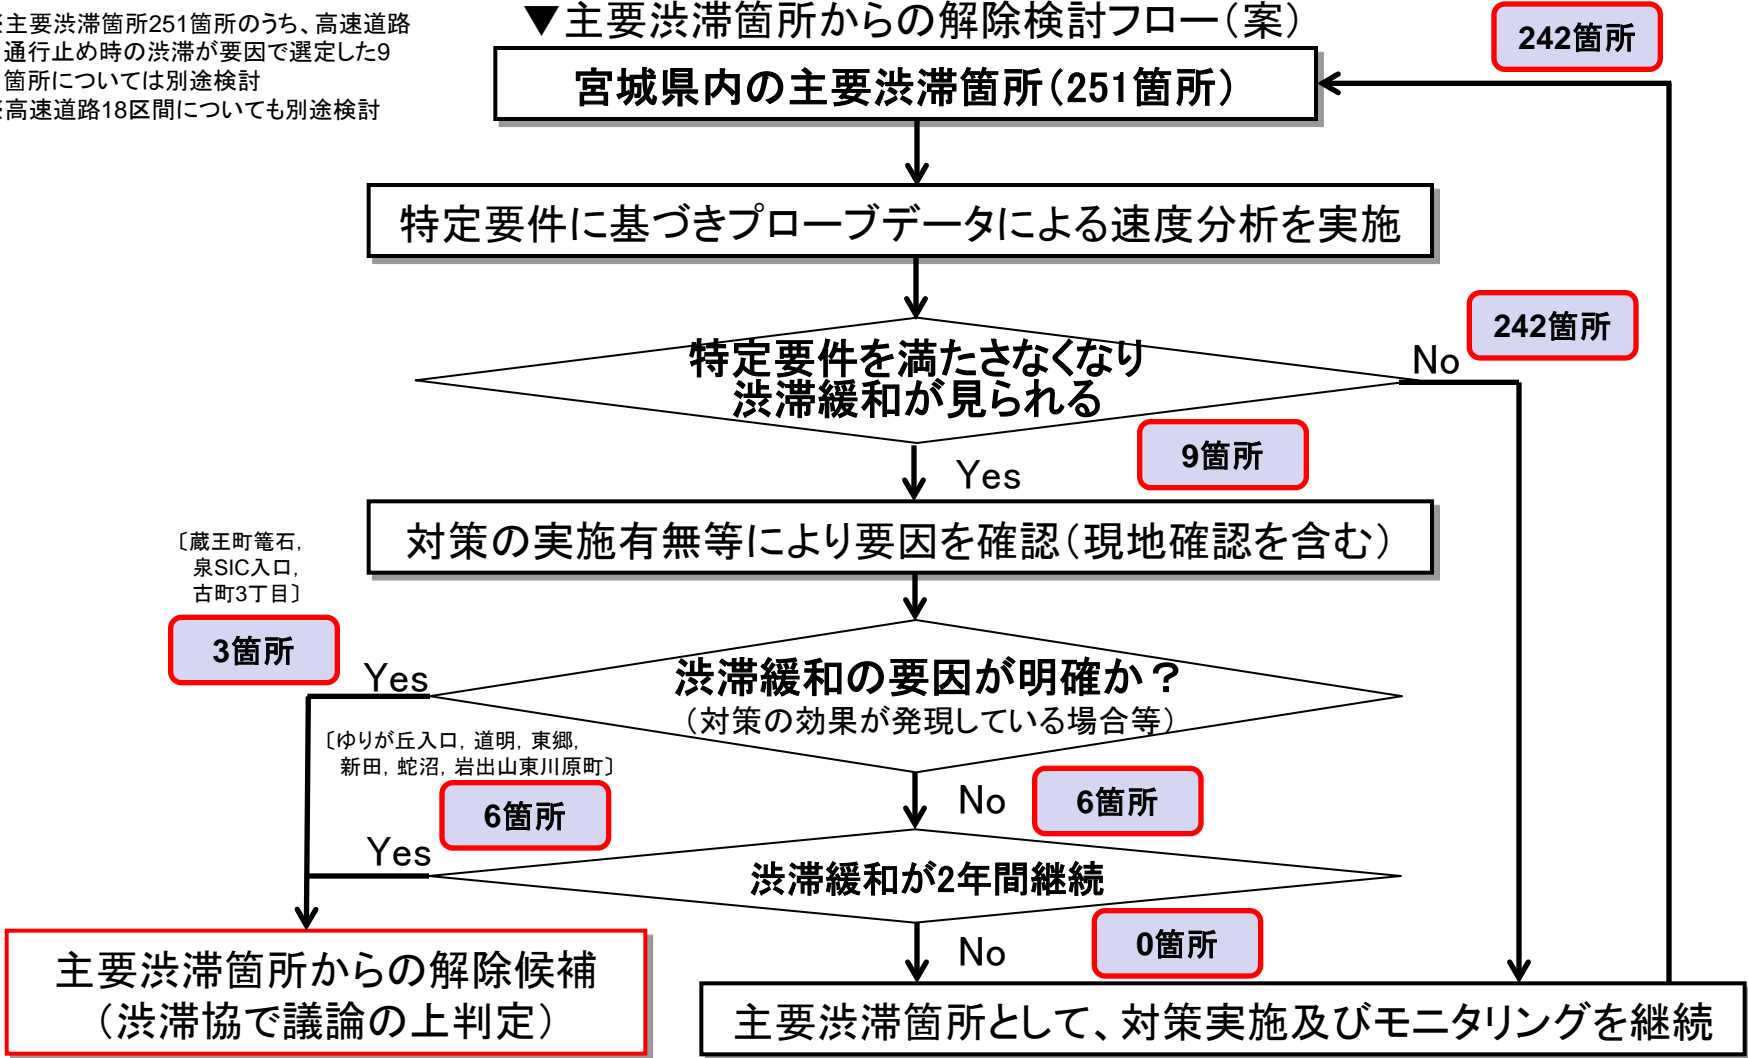 ▼主要渋滞箇所からの解除検討フロー（案）
※主要渋滞箇所251箇所のうち、高速道路
通行止め時の渋滞が要因で選定した9
箇所については別途検討
※高速道路18区間についても別途検討
242箇所
宮城県内の主要渋滞箇所（251箇所）
特定要件に基づきプローブデータによる速度分析を実施
242箇所
特定要件を満たさなくなり
渋滞緩和が見られる
No
9箇所
Yes
対策の実施有無等により要因を確認（現地確認を含む）
〔蔵王町篭石,
泉SIC入口,
古町3丁目〕
3箇所
Yes
渋滞緩和の要因が明確か？
（対策の効果が発現している場合等）
〔ゆりが丘入口, 道明, 東郷,
新田, 蛇沼, 岩出山東川原町〕
6箇所
No
6箇所
Yes
渋滞緩和が2年間継続
No
0箇所
主要渋滞箇所からの解除候補
（渋滞協で議論の上判定）
主要渋滞箇所として、対策実施及びモニタリングを継続